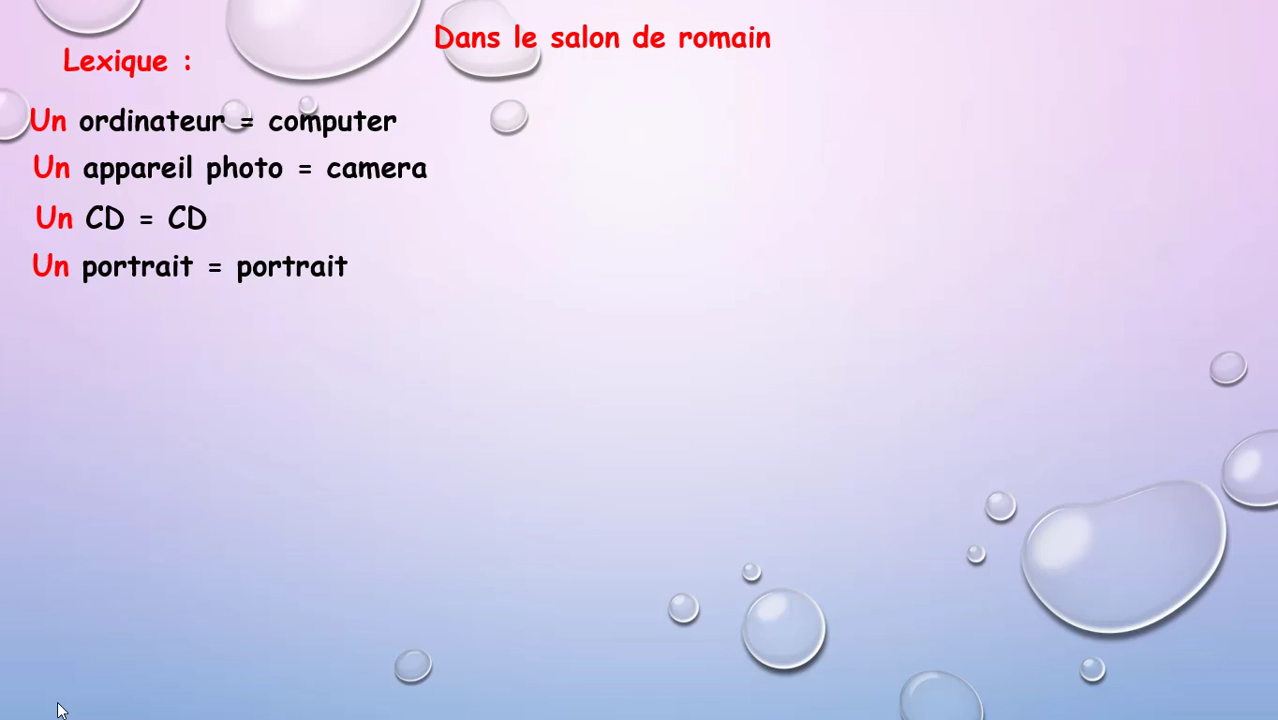 Dans le salon de romain
Lexique :
Un ordinateur = computer
Un appareil photo = camera
Un CD = CD
Un portrait = portrait